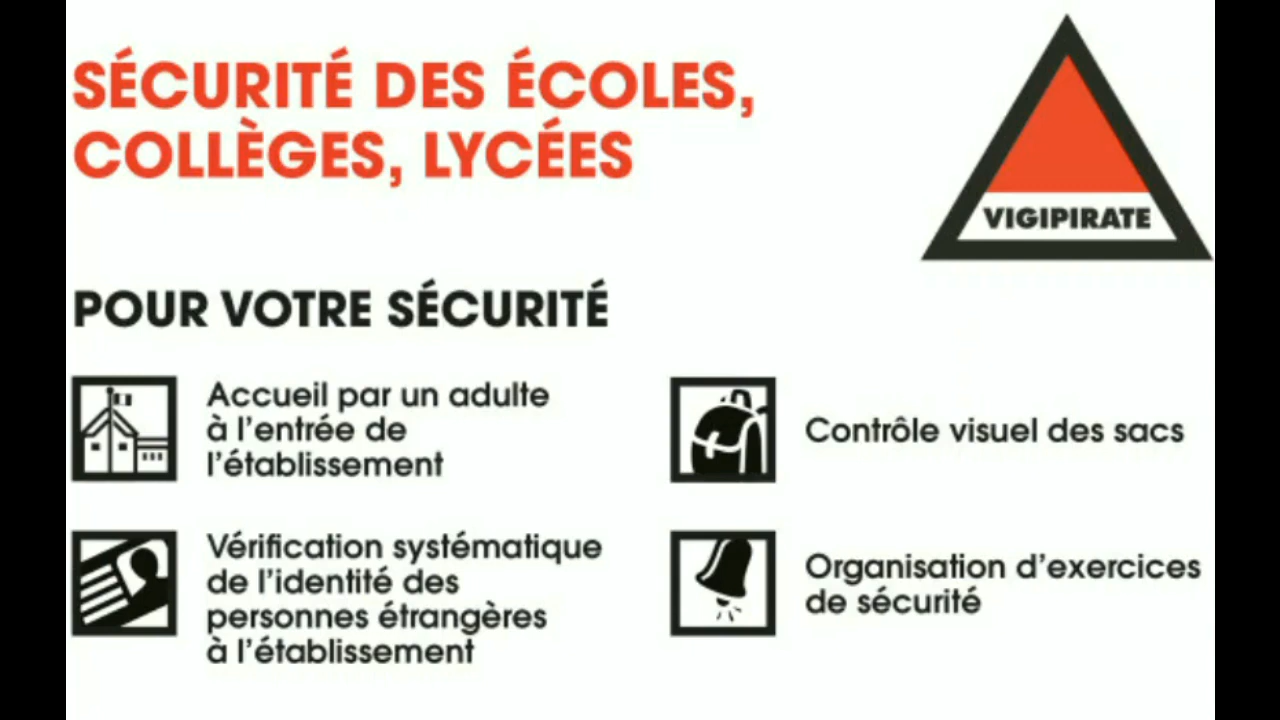 SÉCURITÉ DES ÉCOLES,
COLLÈGES, LYCÉES
VIGIPIRATE
POUR VOTRE SÉCURITÉ
Accueil par un adulte
à l'entrée de
l'établissement
Contrôle visuel des sacs
Vérification systématique
de l'identité des
personnes étrangères
à l'établissement
Organisation d'exercices
de sécurité